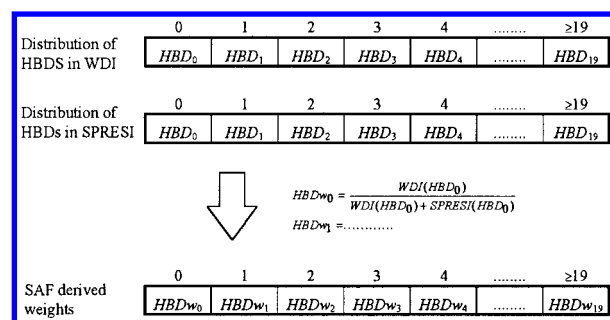 0 1 2 3 4 ........ ≥19
Distribution of
HBDS in WDI
HBD₀ HBD₁ HBD₂ HBD₃ HBD₄ ........ HBD₁₉
0 1 2 3 4 ........ ≥19
Distribution of
HBDs in SPRESI
HBD₀ HBD₁ HBD₂ HBD₃ HBD₄ ........ HBD₁₉
HBDw₀ = WDI(HBD₀) / WDI(HBD₀) + SPRESI(HBD₀)
HBDw₁ = ............
0 1 2 3 4 ........ ≥19
SAF derived
weights
HBDw₀ HBDw₁ HBDw₂ HBDw₃ HBDw₄ ........ HBDw₁₉